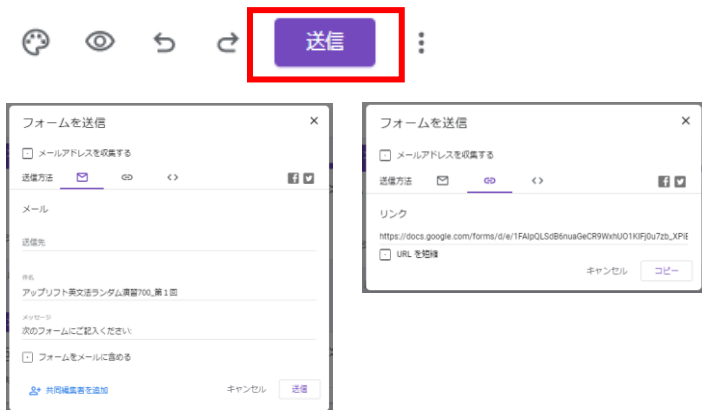 送信
フォームを送信
メールアドレスを収集する
送信方法
メール
送信先
件名
アップリフト英文法ランダム演習700_第1回
メッセージ
次のフォームにご記入ください:
フォームをメールに含める
共同編集者を追加
キャンセル 送信
フォームを送信
メールアドレスを収集する
送信方法
リンク
https://docs.google.com/forms/d/e/1FAIpQLSdB6nuaGeCR9WxhUO1KIFj0u7zb_XPiE
URL を短縮
キャンセル コピー